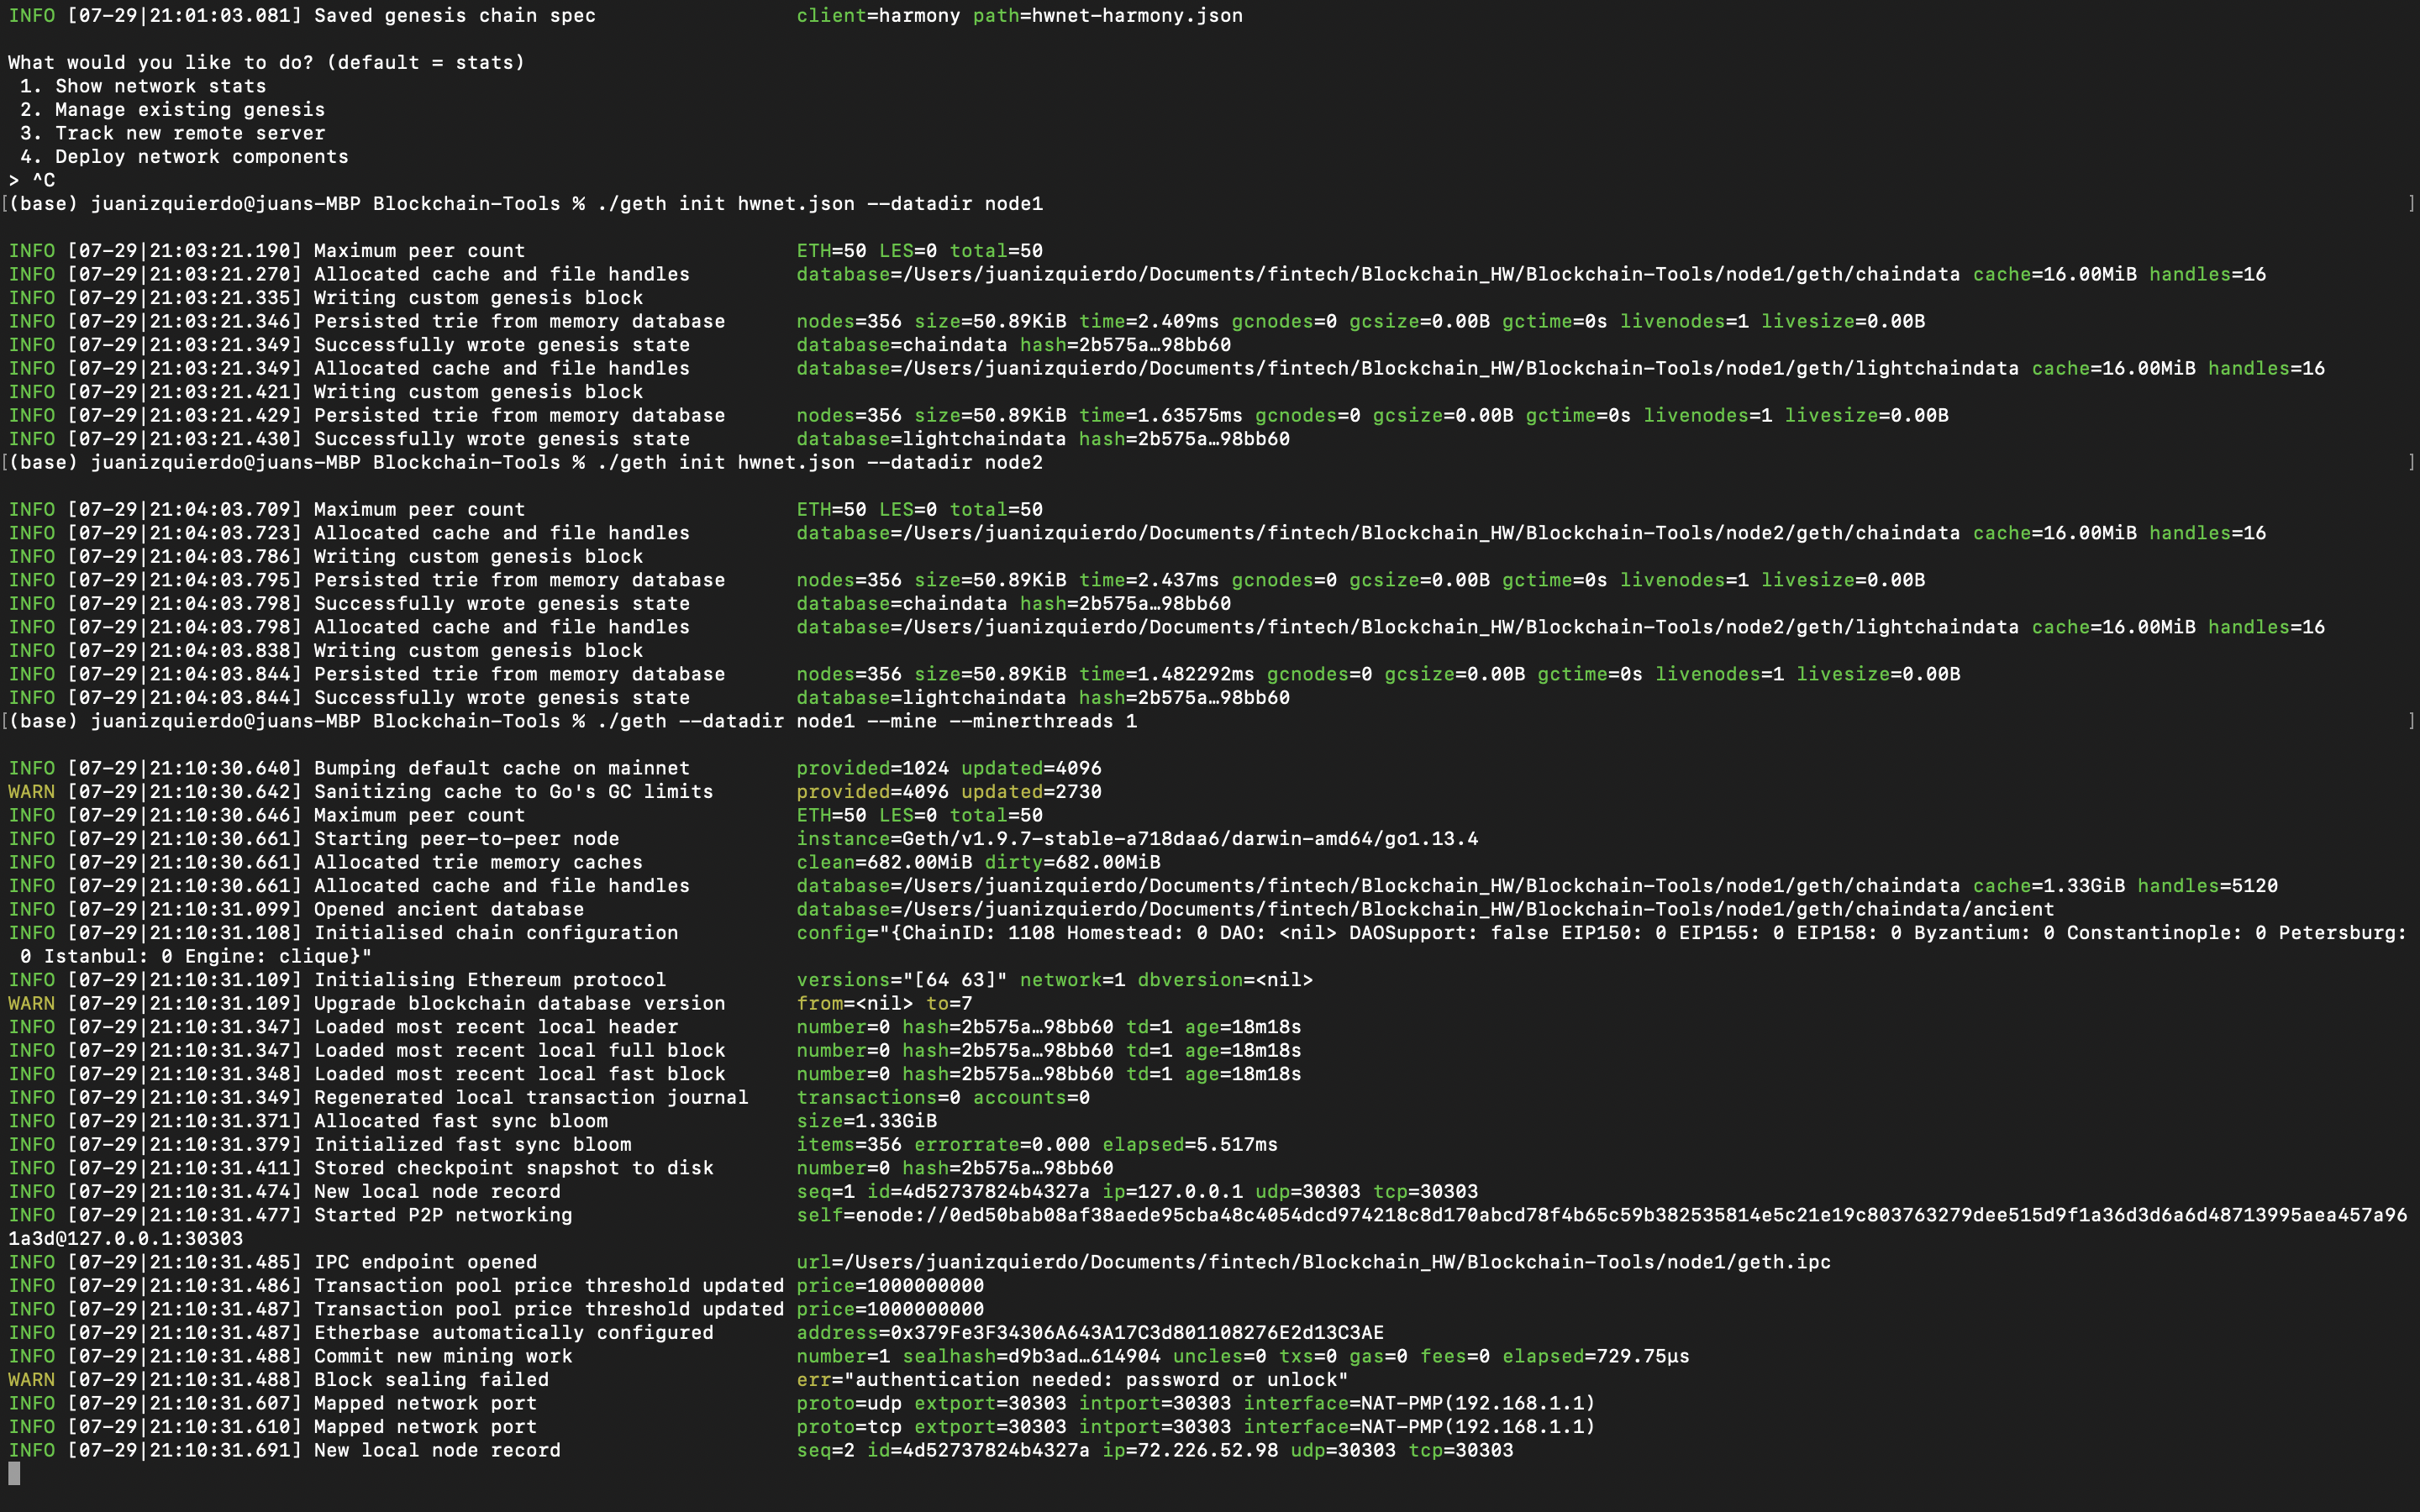 INFO [07-29|21:01:03.081] Saved genesis chain spec                 client=harmony path=hwnet-harmony.json
What would you like to do? (default = stats)
 1. Show network stats
 2. Manage existing genesis
 3. Track new remote server
 4. Deploy network components
> ^C
[(base) juanizquierdo@juans-MBP Blockchain-Tools % ./geth init hwnet.json --datadir node1 ]
INFO [07-29|21:03:21.190] Maximum peer count                       ETH=50 LES=0 total=50
INFO [07-29|21:03:21.270] Allocated cache and file handles         database=/Users/juanizquierdo/Documents/fintech/Blockchain_HW/Blockchain-Tools/node1/geth/chaindata cache=16.00MiB handles=16
INFO [07-29|21:03:21.335] Writing custom genesis block
INFO [07-29|21:03:21.346] Persisted trie from memory database      nodes=356 size=50.89KiB time=2.409ms gcnodes=0 gcsize=0.00B gctime=0s livenodes=1 livesize=0.00B
INFO [07-29|21:03:21.349] Successfully wrote genesis state         database=chaindata hash=2b575a…98bb60
INFO [07-29|21:03:21.349] Allocated cache and file handles         database=/Users/juanizquierdo/Documents/fintech/Blockchain_HW/Blockchain-Tools/node1/geth/lightchaindata cache=16.00MiB handles=16
INFO [07-29|21:03:21.421] Writing custom genesis block
INFO [07-29|21:03:21.429] Persisted trie from memory database      nodes=356 size=50.89KiB time=1.63575ms gcnodes=0 gcsize=0.00B gctime=0s livenodes=1 livesize=0.00B
INFO [07-29|21:03:21.430] Successfully wrote genesis state         database=lightchaindata hash=2b575a…98bb60
[(base) juanizquierdo@juans-MBP Blockchain-Tools % ./geth init hwnet.json --datadir node2 ]
INFO [07-29|21:04:03.709] Maximum peer count                       ETH=50 LES=0 total=50
INFO [07-29|21:04:03.723] Allocated cache and file handles         database=/Users/juanizquierdo/Documents/fintech/Blockchain_HW/Blockchain-Tools/node2/geth/chaindata cache=16.00MiB handles=16
INFO [07-29|21:04:03.786] Writing custom genesis block
INFO [07-29|21:04:03.795] Persisted trie from memory database      nodes=356 size=50.89KiB time=2.437ms gcnodes=0 gcsize=0.00B gctime=0s livenodes=1 livesize=0.00B
INFO [07-29|21:04:03.798] Successfully wrote genesis state         database=chaindata hash=2b575a…98bb60
INFO [07-29|21:04:03.798] Allocated cache and file handles         database=/Users/juanizquierdo/Documents/fintech/Blockchain_HW/Blockchain-Tools/node2/geth/lightchaindata cache=16.00MiB handles=16
INFO [07-29|21:04:03.838] Writing custom genesis block
INFO [07-29|21:04:03.844] Persisted trie from memory database      nodes=356 size=50.89KiB time=1.482292ms gcnodes=0 gcsize=0.00B gctime=0s livenodes=1 livesize=0.00B
INFO [07-29|21:04:03.844] Successfully wrote genesis state         database=lightchaindata hash=2b575a…98bb60
[(base) juanizquierdo@juans-MBP Blockchain-Tools % ./geth --datadir node1 --mine --minerthreads 1 ]
INFO [07-29|21:10:30.640] Bumping default cache on mainnet         provided=1024 updated=4096
WARN [07-29|21:10:30.642] Sanitizing cache to Go's GC limits       provided=4096 updated=2730
INFO [07-29|21:10:30.646] Maximum peer count                       ETH=50 LES=0 total=50
INFO [07-29|21:10:30.661] Starting peer-to-peer node               instance=Geth/v1.9.7-stable-a718daa6/darwin-amd64/go1.13.4
INFO [07-29|21:10:30.661] Allocated trie memory caches             clean=682.00MiB dirty=682.00MiB
INFO [07-29|21:10:30.661] Allocated cache and file handles         database=/Users/juanizquierdo/Documents/fintech/Blockchain_HW/Blockchain-Tools/node1/geth/chaindata cache=1.33GiB handles=5120
INFO [07-29|21:10:31.099] Opened ancient database                  database=/Users/juanizquierdo/Documents/fintech/Blockchain_HW/Blockchain-Tools/node1/geth/chaindata/ancient
INFO [07-29|21:10:31.108] Initialised chain configuration          config="{ChainID: 1108 Homestead: 0 DAO: <nil> DAOSupport: false EIP150: 0 EIP155: 0 EIP158: 0 Byzantium: 0 Constantinople: 0 Petersburg:
 0 Istanbul: 0 Engine: clique}"
INFO [07-29|21:10:31.109] Initialising Ethereum protocol           versions="[64 63]" network=1 dbversion=<nil>
WARN [07-29|21:10:31.109] Upgrade blockchain database version      from=<nil> to=7
INFO [07-29|21:10:31.347] Loaded most recent local header          number=0 hash=2b575a…98bb60 td=1 age=18m18s
INFO [07-29|21:10:31.347] Loaded most recent local full block      number=0 hash=2b575a…98bb60 td=1 age=18m18s
INFO [07-29|21:10:31.348] Loaded most recent local fast block      number=0 hash=2b575a…98bb60 td=1 age=18m18s
INFO [07-29|21:10:31.349] Regenerated local transaction journal    transactions=0 accounts=0
INFO [07-29|21:10:31.371] Allocated fast sync bloom                size=1.33GiB
INFO [07-29|21:10:31.379] Initialized fast sync bloom              items=356 errorrate=0.000 elapsed=5.517ms
INFO [07-29|21:10:31.411] Stored checkpoint snapshot to disk       number=0 hash=2b575a…98bb60
INFO [07-29|21:10:31.474] New local node record                    seq=1 id=4d52737824b4327a ip=127.0.0.1 udp=30303 tcp=30303
INFO [07-29|21:10:31.477] Started P2P networking                   self=enode://0ed50bab08af38aede95cba48c4054dcd974218c8d170abcd78f4b65c59b382535814e5c21e19c803763279dee515d9f1a36d3d6a6d48713995aea457a96
1a3d@127.0.0.1:30303
INFO [07-29|21:10:31.485] IPC endpoint opened                      url=/Users/juanizquierdo/Documents/fintech/Blockchain_HW/Blockchain-Tools/node1/geth.ipc
INFO [07-29|21:10:31.486] Transaction pool price threshold updated price=1000000000
INFO [07-29|21:10:31.487] Transaction pool price threshold updated price=1000000000
INFO [07-29|21:10:31.487] Etherbase automatically configured       address=0x379Fe3F34306A643A17C3d801108276E2d13C3AE
INFO [07-29|21:10:31.488] Commit new mining work                   number=1 sealhash=d9b3ad…614904 uncles=0 txs=0 gas=0 fees=0 elapsed=729.75µs
WARN [07-29|21:10:31.488] Block sealing failed                     err="authentication needed: password or unlock"
INFO [07-29|21:10:31.607] Mapped network port                      proto=udp extport=30303 intport=30303 interface=NAT-PMP(192.168.1.1)
INFO [07-29|21:10:31.610] Mapped network port                      proto=tcp extport=30303 intport=30303 interface=NAT-PMP(192.168.1.1)
INFO [07-29|21:10:31.691] New local node record                    seq=2 id=4d52737824b4327a ip=72.226.52.98 udp=30303 tcp=30303